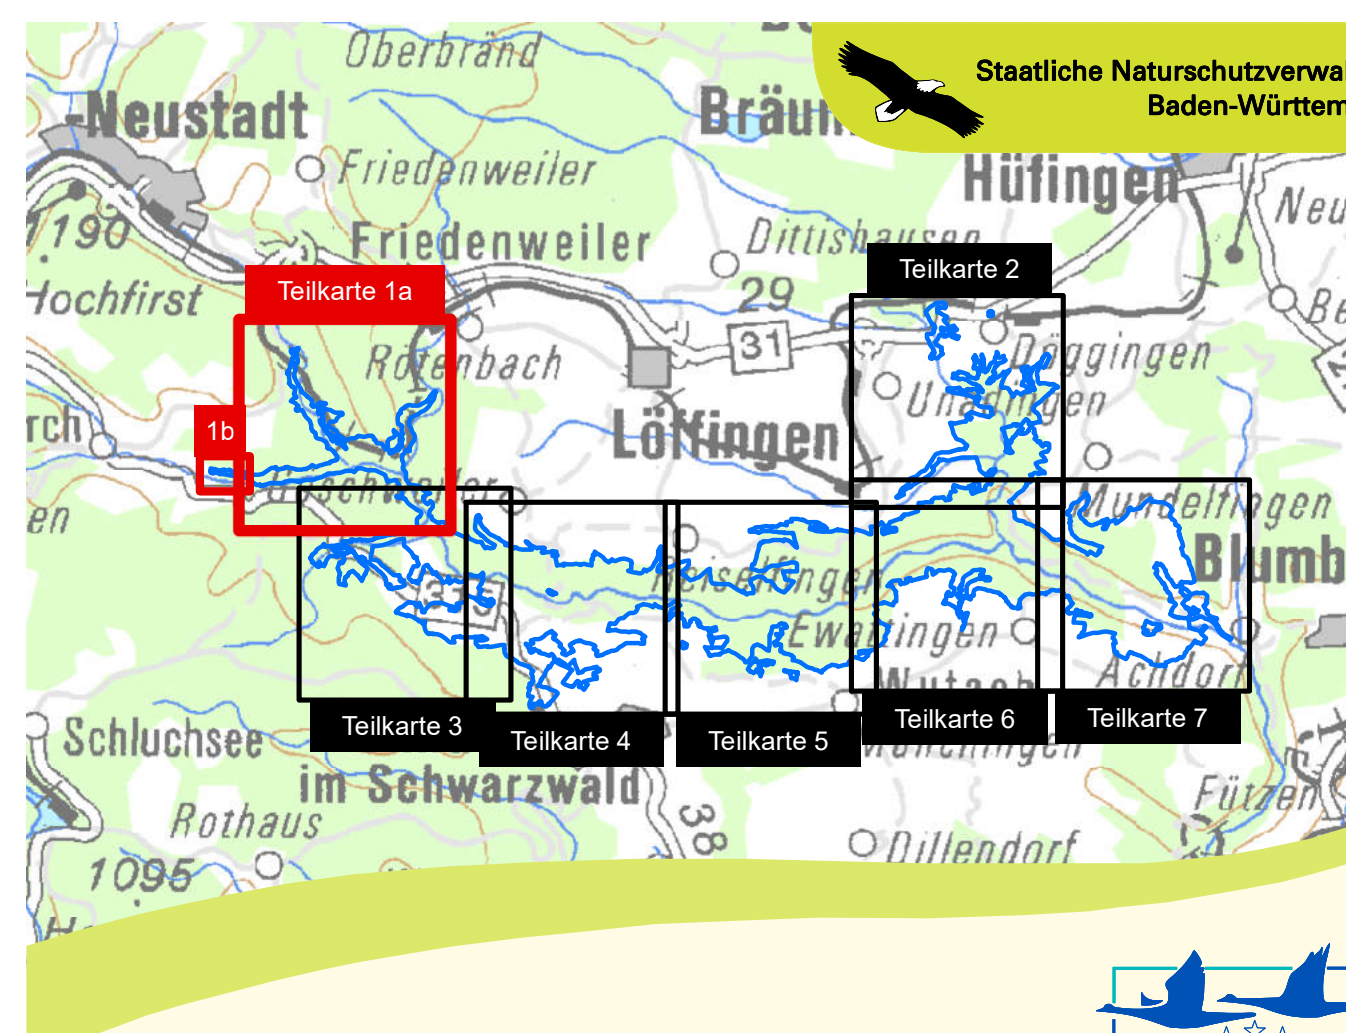 Oberbränd
Staatliche Naturschutzverwal
Baden-Württem
-Neustadt
Bräun
Friedenweiler
Hüfingen
Neu
1190
Friedenweiler
Dittishausen
Teilkarte 2
Hochfirst
Teilkarte 1a
29
Be
31
Rötenbach
Döggingen
Unadingen
rch
1b
Löffingen
Mundelfingen
en
Blumb
Reiselfingen
Ewattingen
Achdorf
Wutach
Teilkarte 3
Teilkarte 4
Teilkarte 5
Teilkarte 6
Teilkarte 7
Schluchsee
im Schwarzwald
Fützen
Rothaus
38
Dillendorf
1095